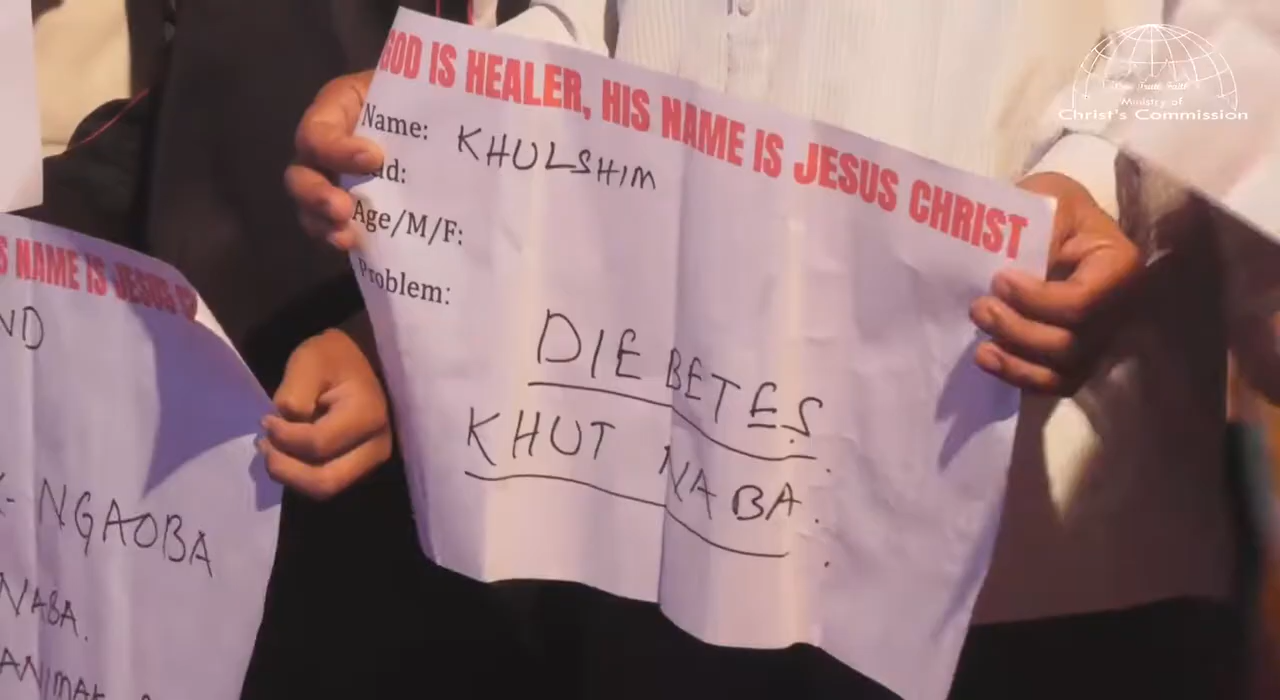 GOD IS HEALER, HIS NAME IS JESUS CHRIST
Name: KHULSHIM
Age/M/F:
Problem:
DIEBETES.
KHUT NABA.
S NAME IS JESUS
ND
NGAOBA
NABA.
Ministry of
Christ's Commission